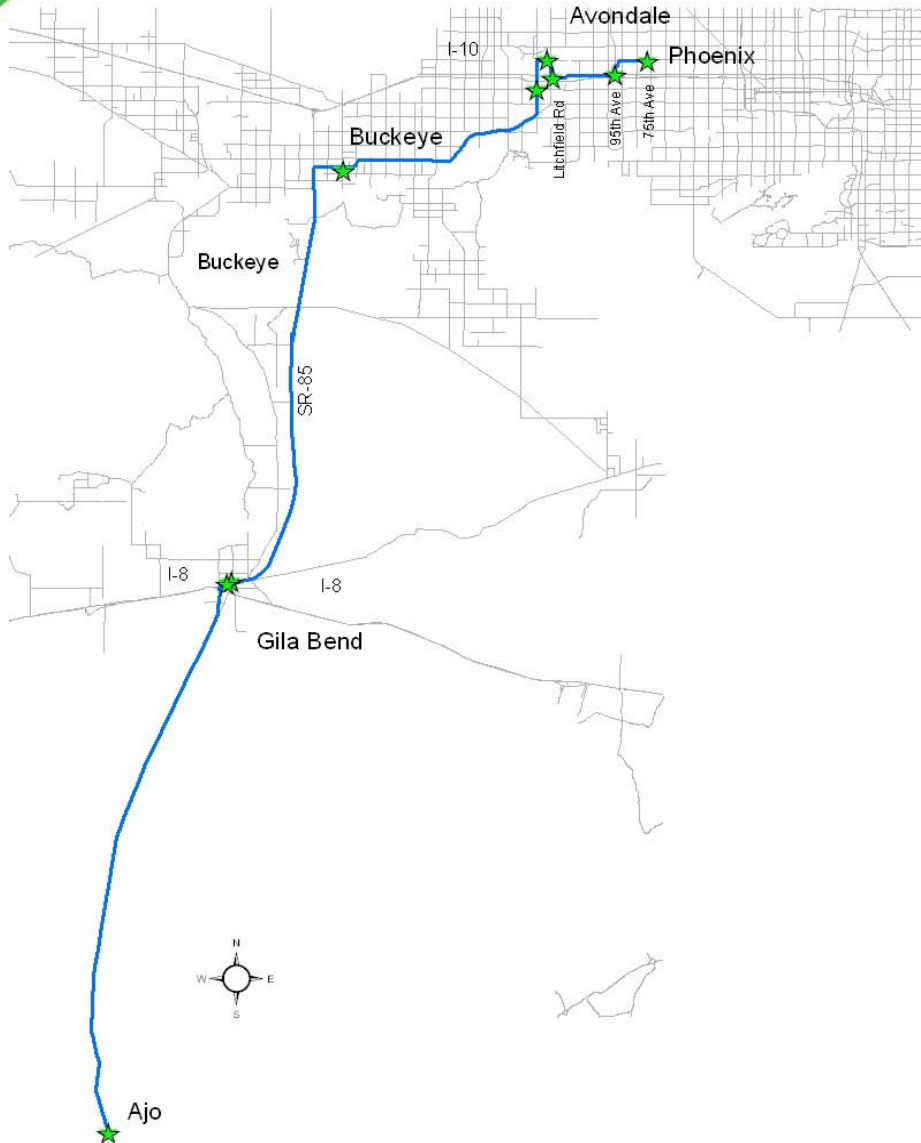 Avondale
I-10
Phoenix
Litchfield Rd
95th Ave
75th Ave
Buckeye
Buckeye
SR-85
I-8
I-8
Gila Bend
N
W
E
S
Ajo